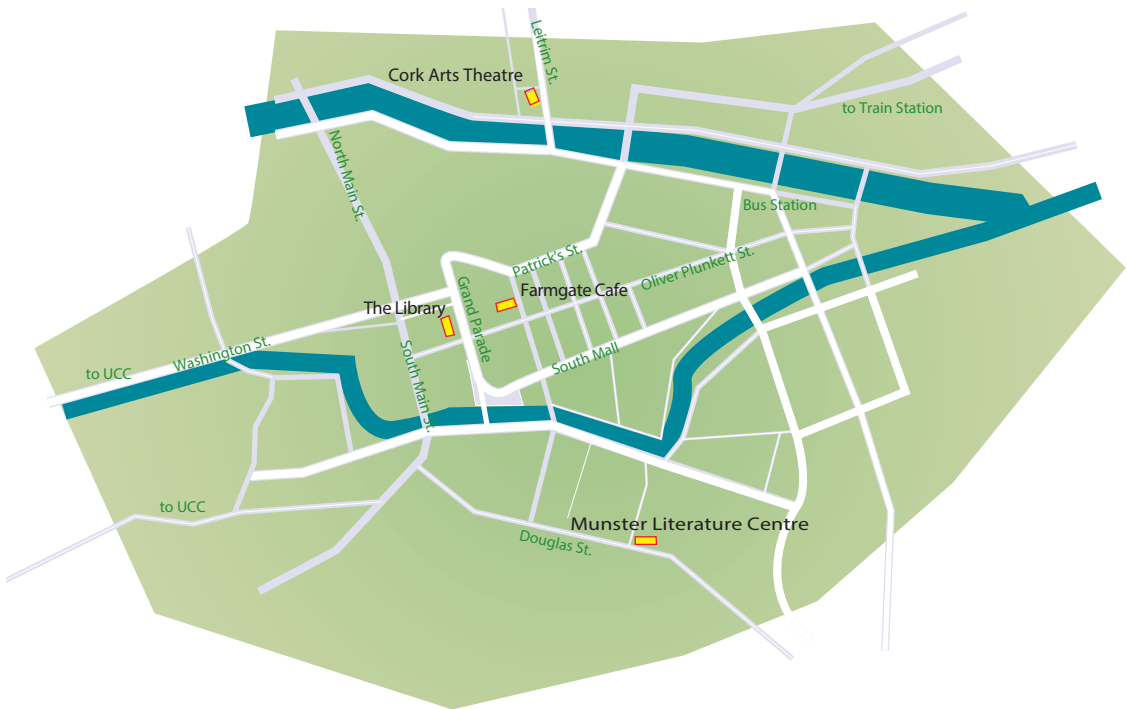 Leitrim St.
Cork Arts Theatre
to Train Station
North Main St.
Bus Station
Patrick's St.
Oliver Plunkett St.
Farmgate Cafe
The Library
Grand Parade
Washington St.
South Main St.
South Mall
to UCC
to UCC
Munster Literature Centre
Douglas St.